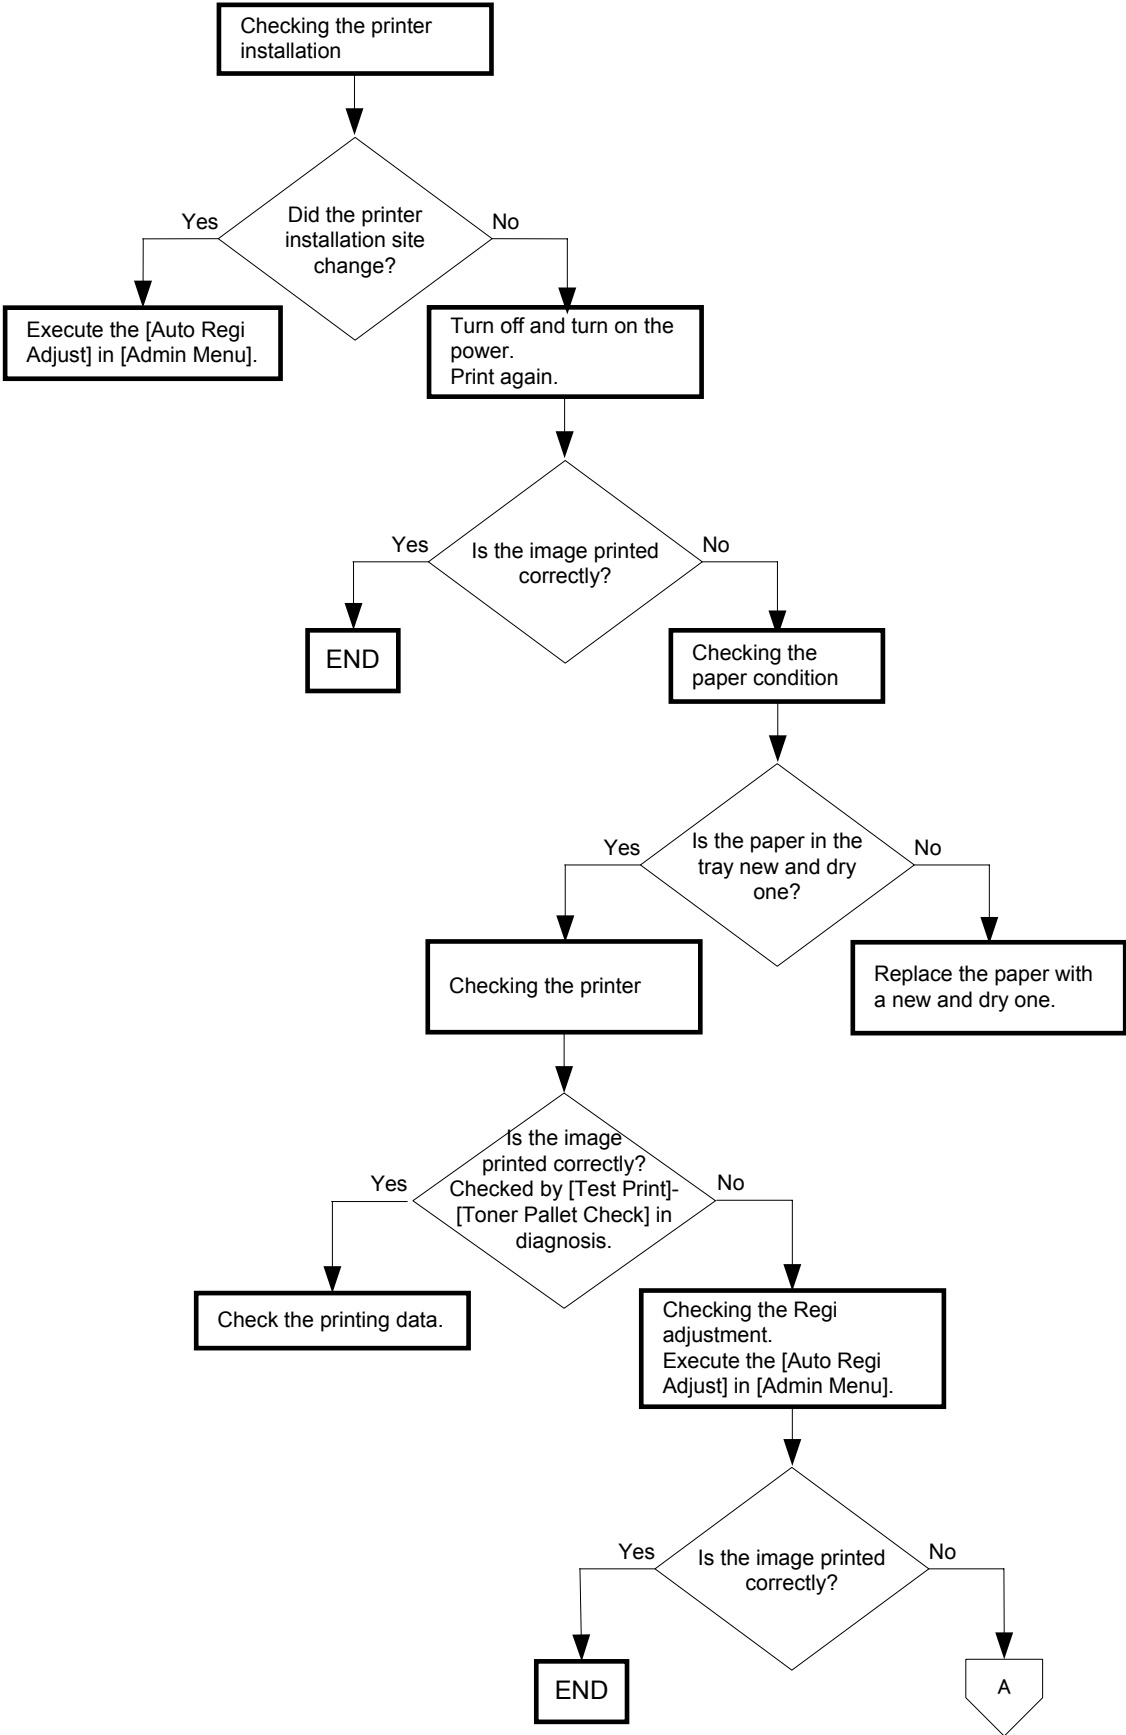 Checking the printer
installation
Did the printer
installation site
change?
Yes
No
Execute the [Auto Regi
Adjust] in [Admin Menu].
Turn off and turn on the
power.
Print again.
Is the image printed
correctly?
Yes
No
END
Checking the
paper condition
Is the paper in the
tray new and dry
one?
Yes
No
Checking the printer
Replace the paper with
a new and dry one.
Is the image
printed correctly?
Checked by [Test Print]-
[Toner Pallet Check] in
diagnosis.
Yes
No
Check the printing data.
Checking the Regi
adjustment.
Execute the [Auto Regi
Adjust] in [Admin Menu].
Is the image printed
correctly?
Yes
No
END
A